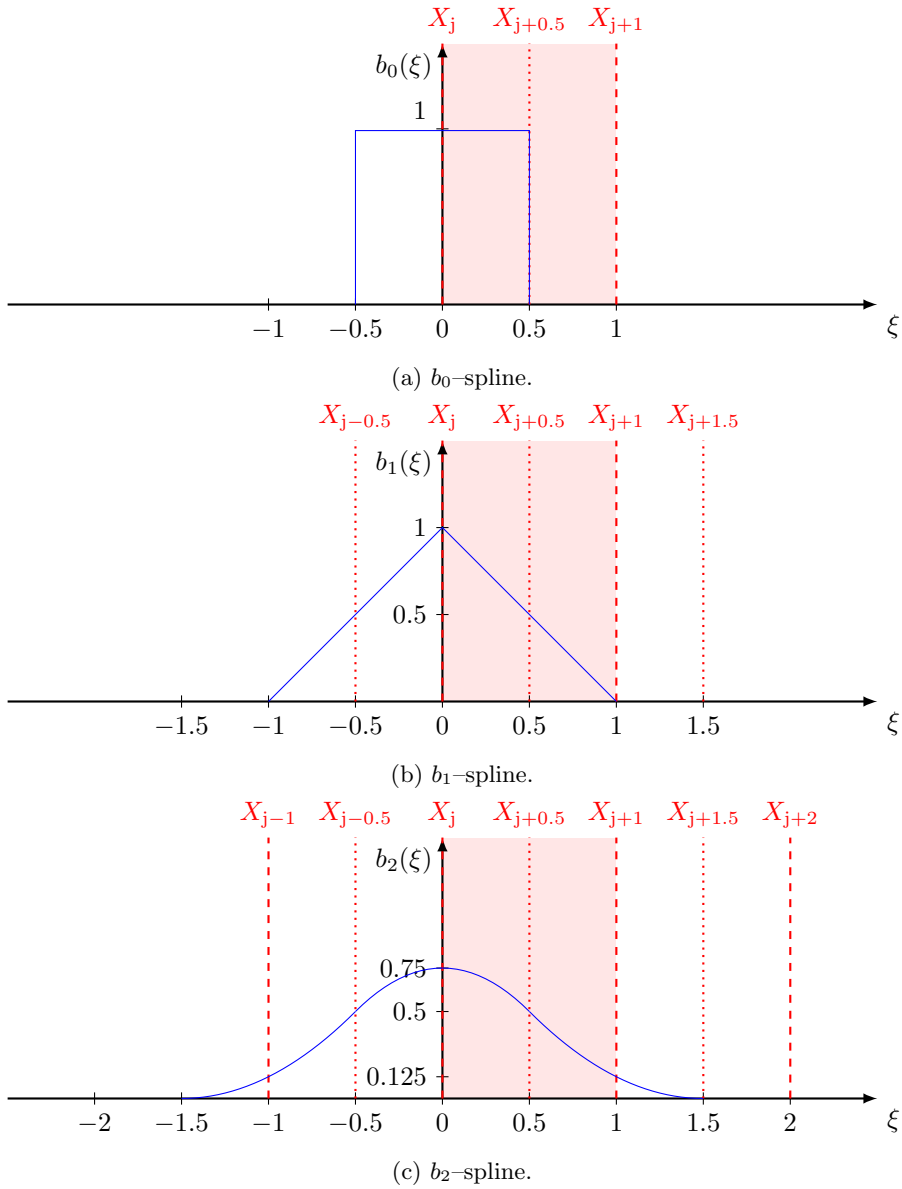 X_j X_{j+0.5} X_{j+1}
b_0(ξ)
1
−1 −0.5 0 0.5 1 ξ
(a) b_0–spline.
X_{j−0.5} X_j X_{j+0.5} X_{j+1} X_{j+1.5}
b_1(ξ)
1
0.5
−1.5 −1 −0.5 0 0.5 1 1.5 ξ
(b) b_1–spline.
X_{j−1} X_{j−0.5} X_j X_{j+0.5} X_{j+1} X_{j+1.5} X_{j+2}
b_2(ξ)
0.75
0.5
0.125
−2 −1.5 −1 −0.5 0 0.5 1 1.5 2 ξ
(c) b_2–spline.